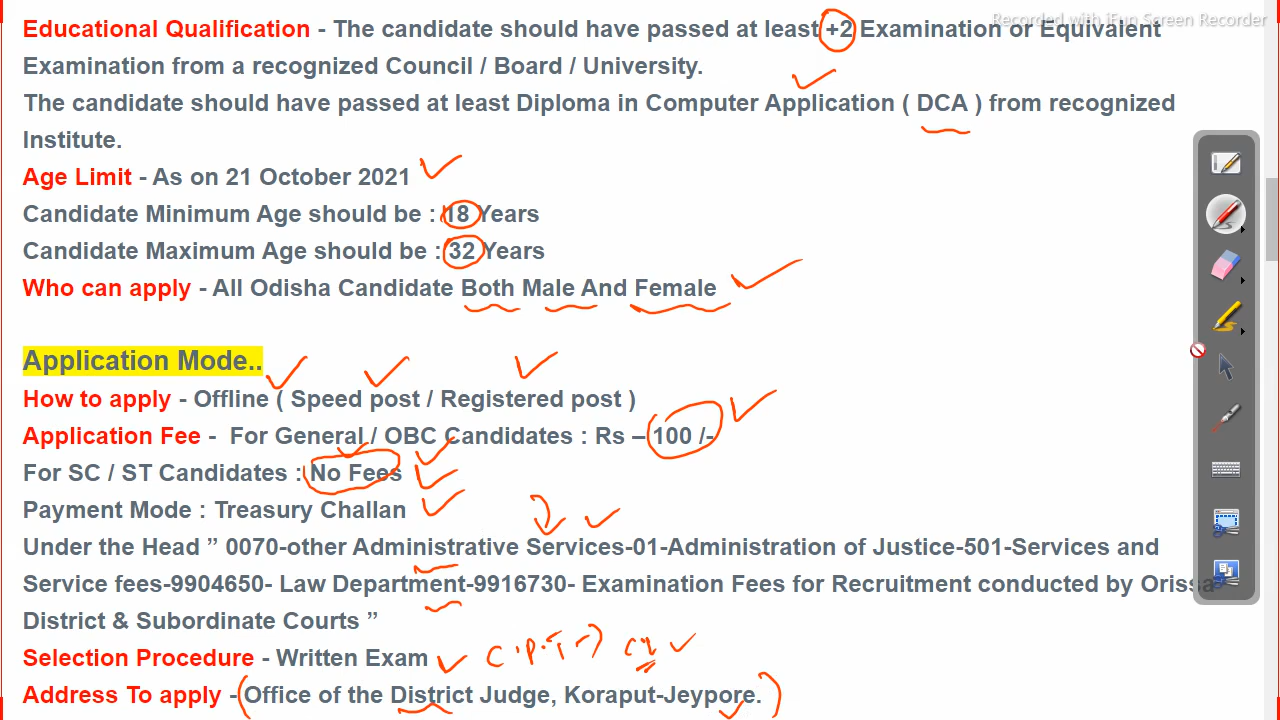 Recorded with iFun Screen Recorder
Educational Qualification - The candidate should have passed at least +2 Examination or Equivalent
Examination from a recognized Council / Board / University.
The candidate should have passed at least Diploma in Computer Application ( DCA ) from recognized
Institute.
Age Limit - As on 21 October 2021
Candidate Minimum Age should be : 18 Years
Candidate Maximum Age should be : 32 Years
Who can apply - All Odisha Candidate Both Male And Female
Application Mode..
How to apply - Offline ( Speed post / Registered post )
Application Fee - For General / OBC Candidates : Rs – 100 /-
For SC / ST Candidates : No Fees
Payment Mode : Treasury Challan
Under the Head ” 0070-other Administrative Services-01-Administration of Justice-501-Services and
Service fees-9904650- Law Department-9916730- Examination Fees for Recruitment conducted by Orissa
District & Subordinate Courts ”
Selection Procedure - Written Exam C.P.T
Address To apply - Office of the District Judge, Koraput-Jeypore.